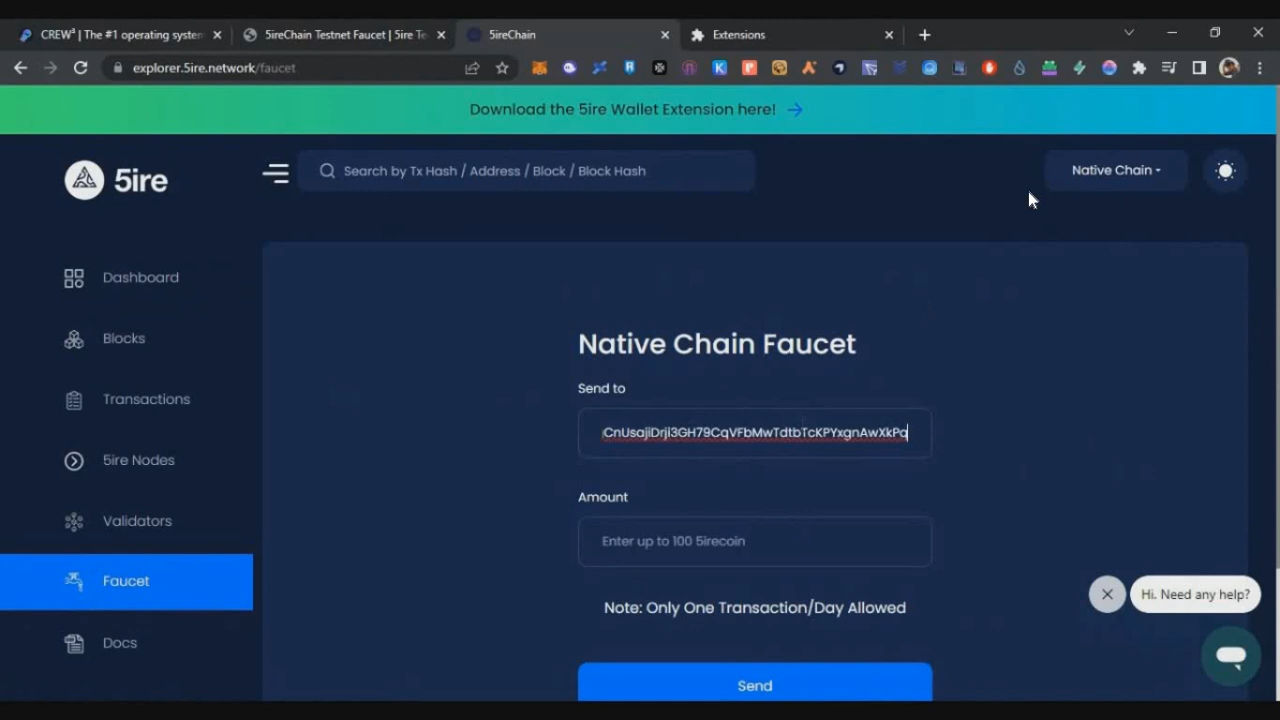 CREW³ | The #1 operating system
5ireChain Testnet Faucet | 5ire Te
5ireChain
Extensions
explorer.5ire.network/faucet
Download the 5ire Wallet Extension here! →
5ire
Search by Tx Hash / Address / Block / Block Hash
Native Chain
Dashboard
Blocks
Transactions
5ire Nodes
Validators
Faucet
Docs
Native Chain Faucet
Send to
Amount
Enter up to 100 5irecoin
Note: Only One Transaction/Day Allowed
Send
Hi. Need any help?